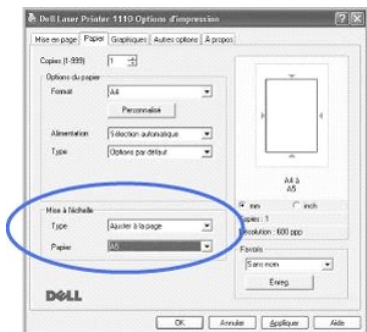 Dell Laser Printer 1110 Options d'impression
Mise en page Papier Graphiques Autres options À propos
Copies (1-999) 1
Options du papier
Format A4
Personnalisé
Alimentation Sélection automatique
Type Options par défaut
A4 à
A5
mm inch
Copies : 1
Résolution : 600 ppp
Mise à l'échelle
Type Ajuster à la page
Papier A5
Favoris
Sans nom
Enreg.
DELL
OK Annuler Appliquer Aide